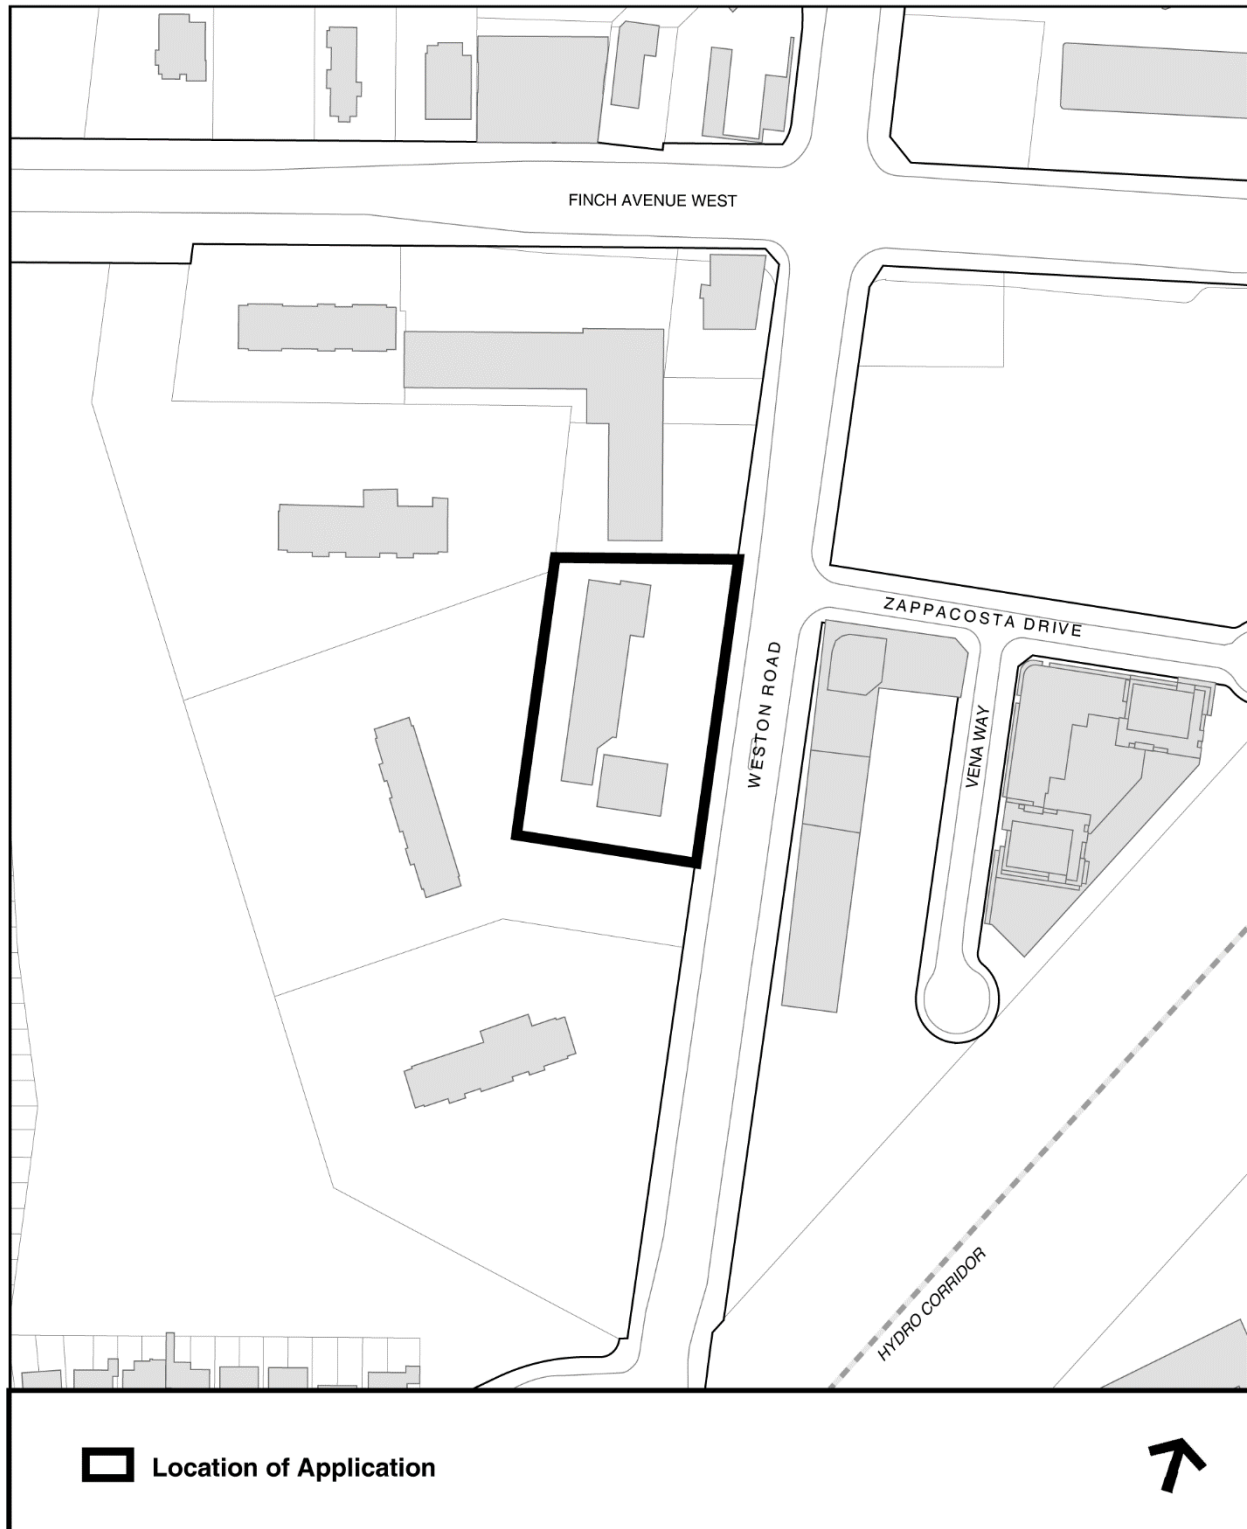 FINCH AVENUE WEST
ZAPPACOSTA DRIVE
WESTON ROAD
VENA WAY
HYDRO CORRIDOR
Location of Application